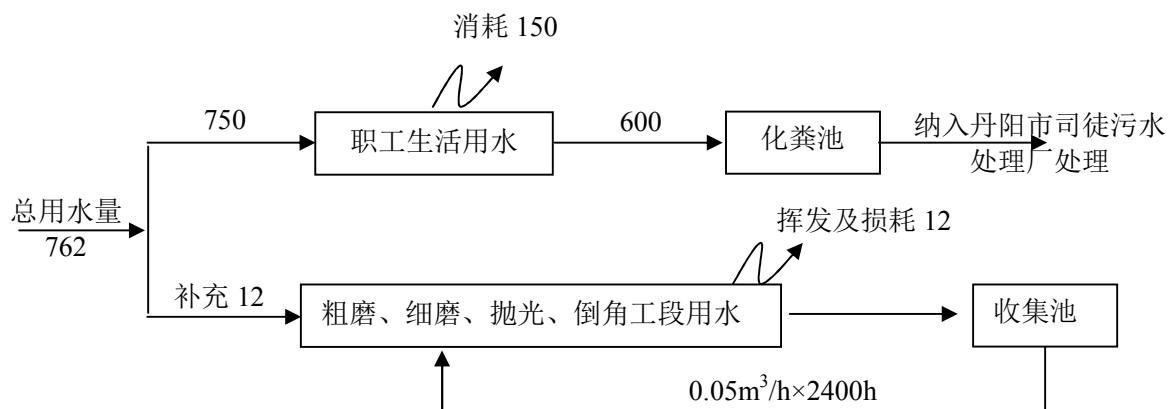 消耗 150
750
职工生活用水
600
化粪池
纳入丹阳市司徒污水
处理厂处理
总用水量
762
挥发及损耗 12
补充 12
粗磨、细磨、抛光、倒角工段用水
收集池
0.05m³/h×2400h